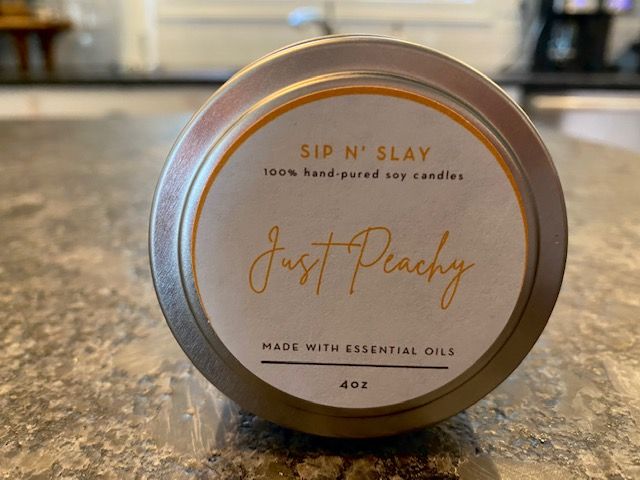 SIP N' SLAY
100% hand-pured soy candles
Just Peachy
MADE WITH ESSENTIAL OILS
4oz